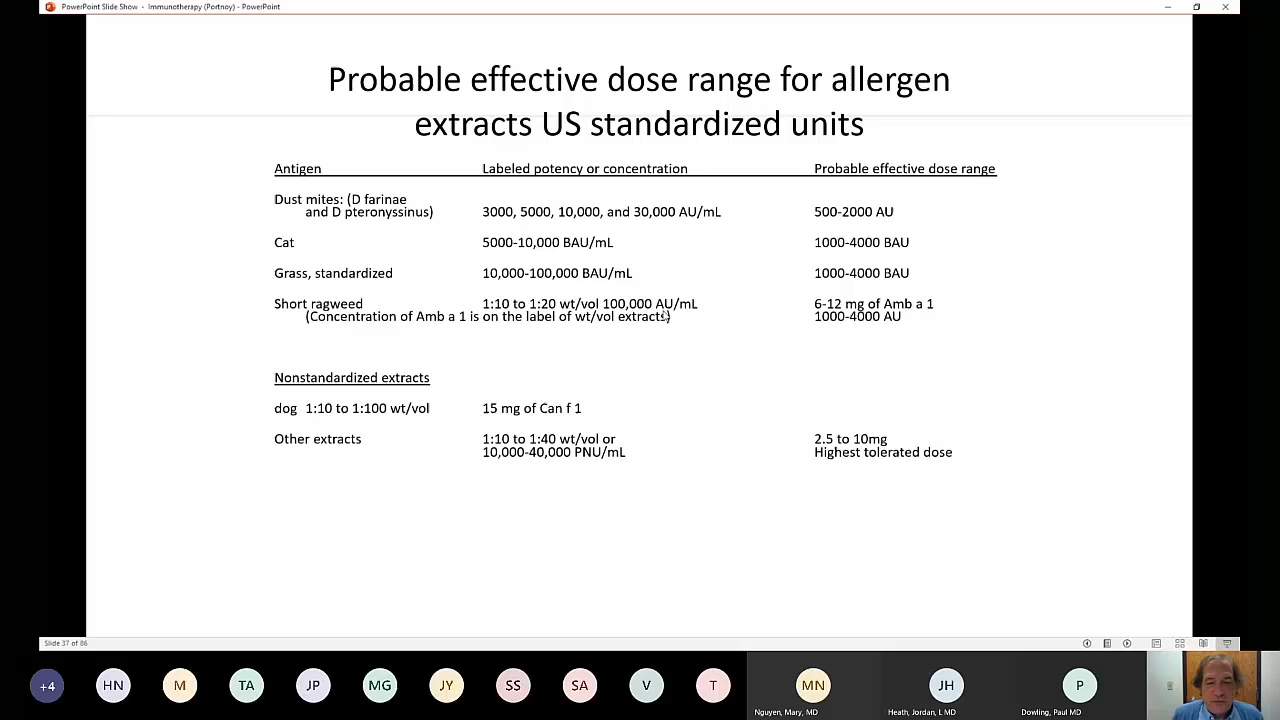 PowerPoint Slide Show - Immunotherapy (Portnoy) - PowerPoint
Probable effective dose range for allergen
extracts US standardized units
Antigen Labeled potency or concentration Probable effective dose range
Dust mites: (D farinae
and D pteronyssinus) 3000, 5000, 10,000, and 30,000 AU/mL 500-2000 AU
Cat 5000-10,000 BAU/mL 1000-4000 BAU
Grass, standardized 10,000-100,000 BAU/mL 1000-4000 BAU
Short ragweed 1:10 to 1:20 wt/vol 100,000 AU/mL 6-12 mg of Amb a 1
(Concentration of Amb a 1 is on the label of wt/vol extracts) 1000-4000 AU
Nonstandardized extracts
dog 1:10 to 1:100 wt/vol 15 mg of Can f 1
Other extracts 1:10 to 1:40 wt/vol or 2.5 to 10mg
10,000-40,000 PNU/mL Highest tolerated dose
Slide 37 of 86
+4 HN M TA JP MG JY SS SA V T MN JH P
Nguyen, Mary, MD Heath, Jordan, L MD Dowling, Paul MD